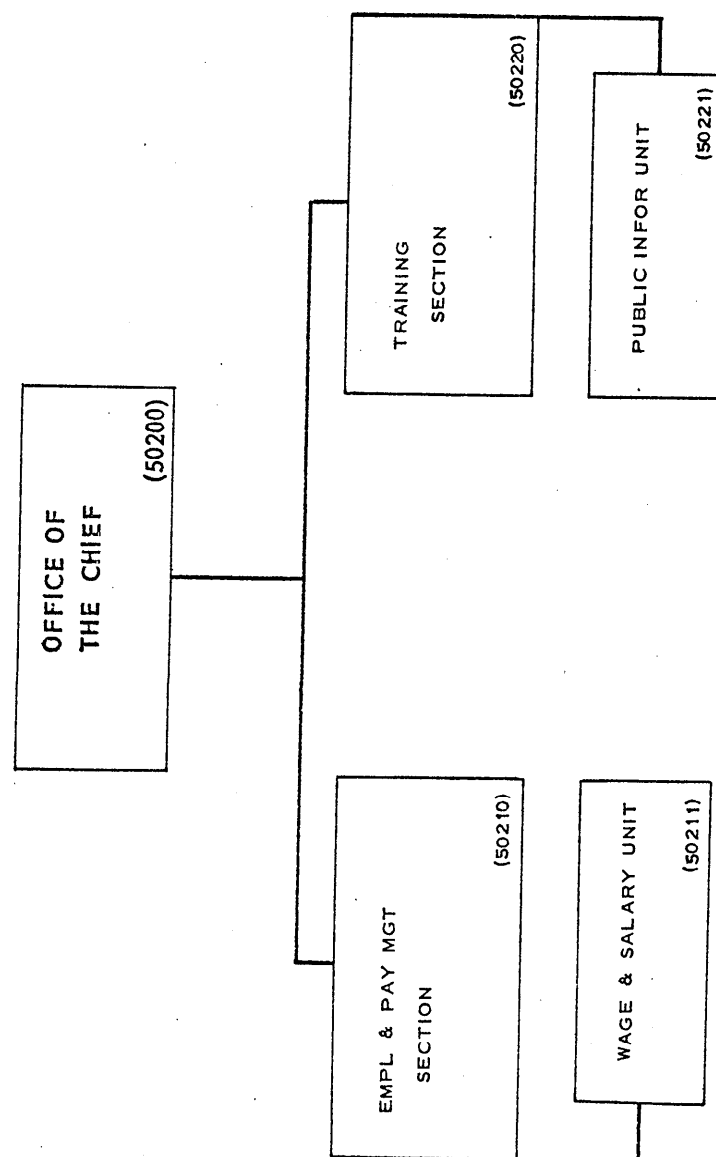 OFFICE OF
THE CHIEF
(50200)
EMPL & PAY MGT
SECTION
(50210)
TRAINING
SECTION
(50220)
WAGE & SALARY UNIT
(50211)
PUBLIC INFOR UNIT
(50221)